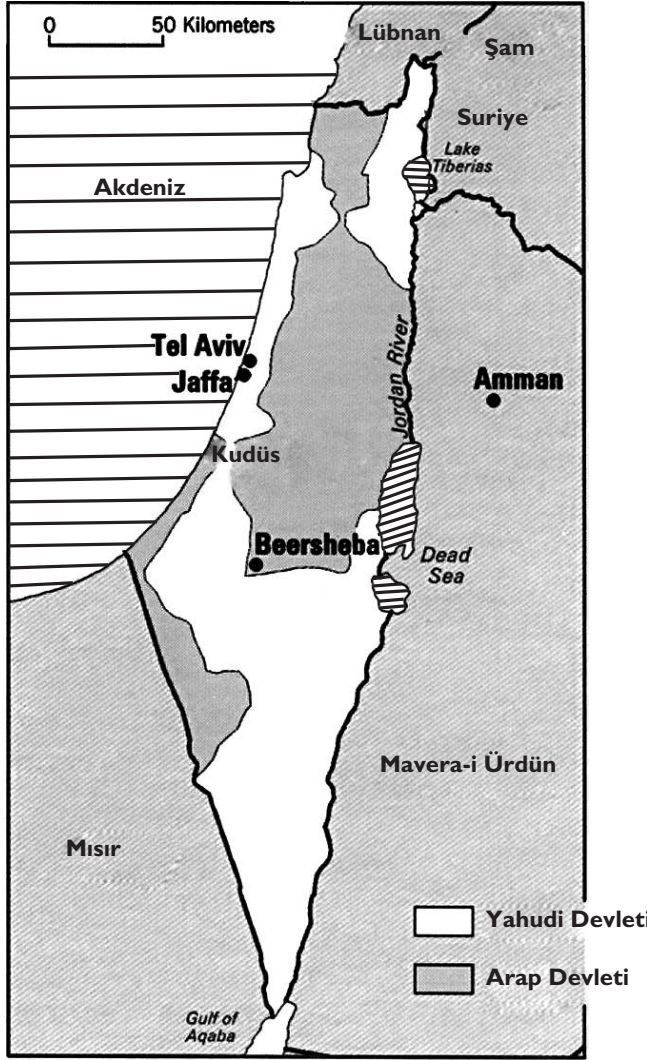 0 50 Kilometers
Lübnan
Şam
Suriye
Lake
Tiberias
Akdeniz
Tel Aviv
Jaffa
Jordan River
Amman
Kudüs
Beersheba
Dead
Sea
Mavera-i Ürdün
Mısır
Yahudi Devleti
Arap Devleti
Gulf of
Aqaba